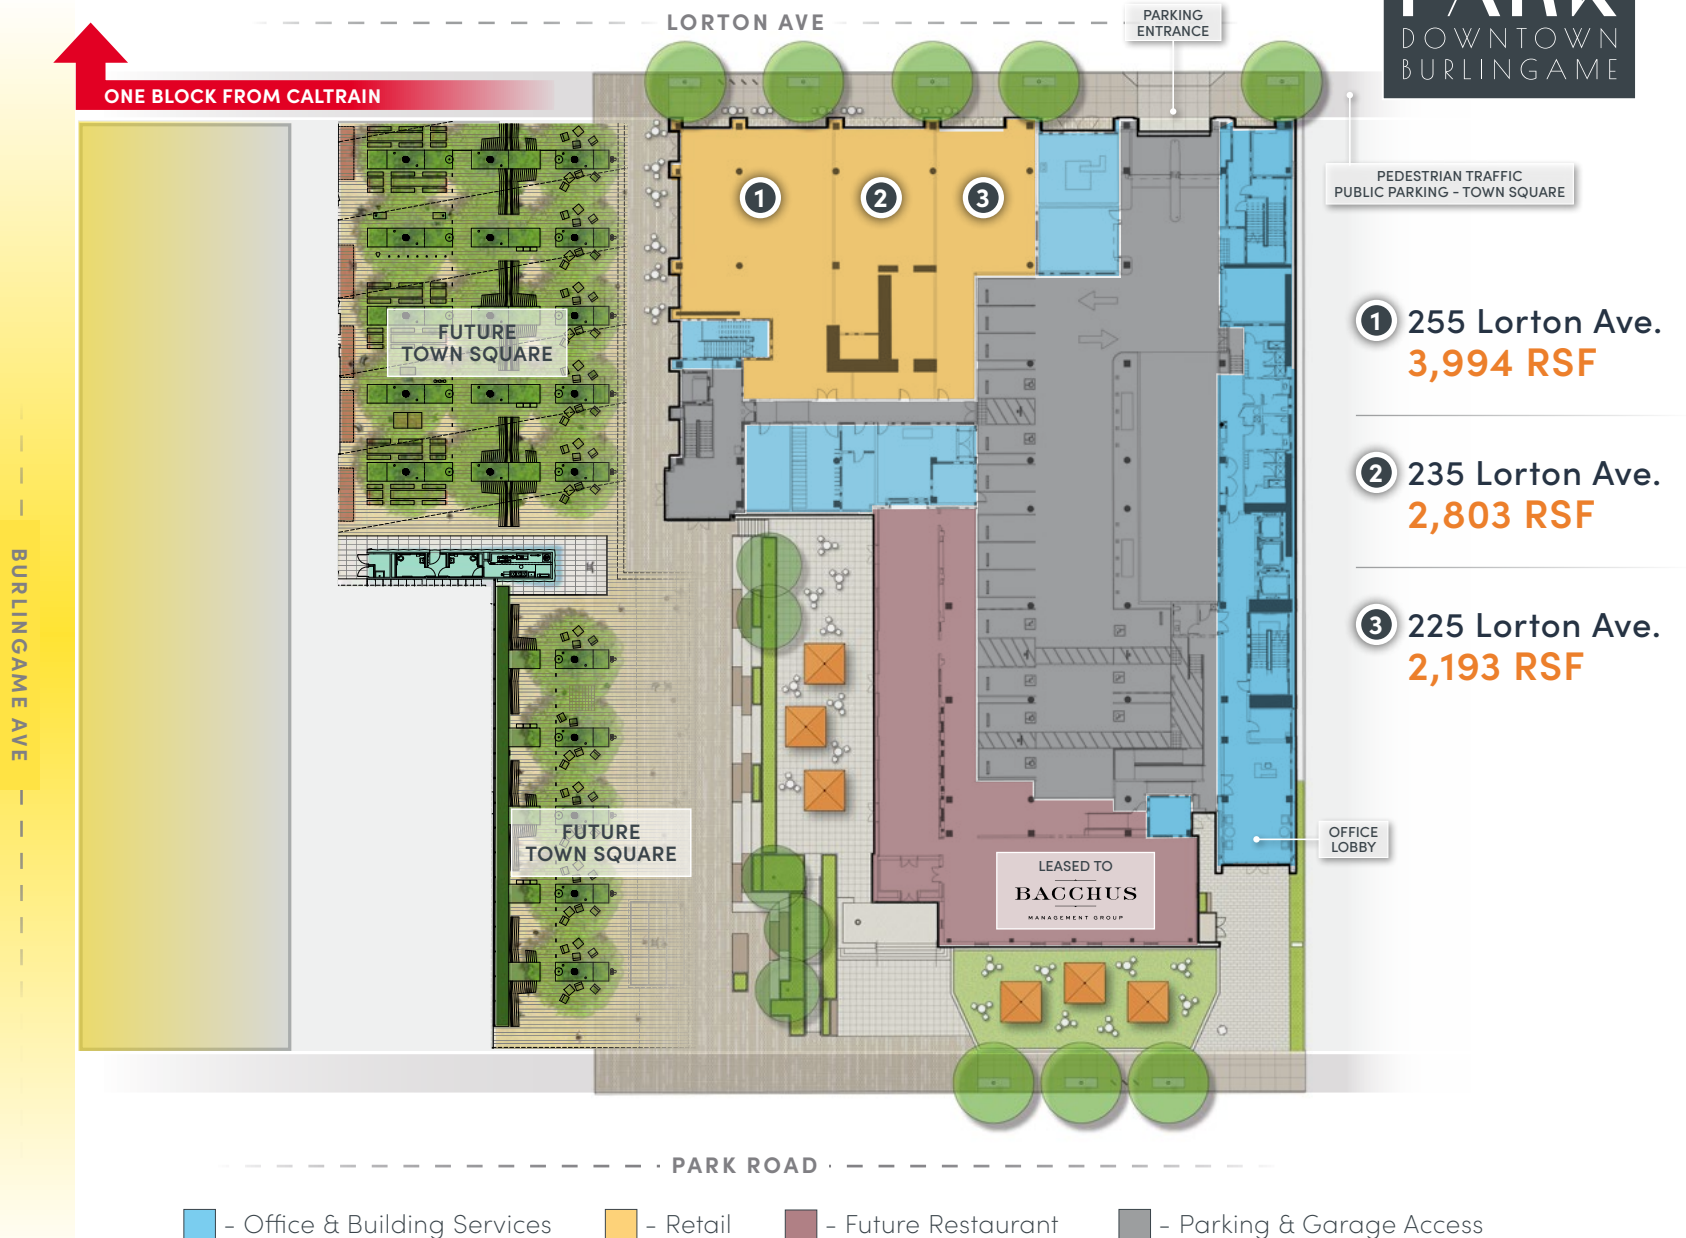 LORTON AVE
PARKING
ENTRANCE
PARK
DOWNTOWN
BURLINGAME
ONE BLOCK FROM CALTRAIN
PEDESTRIAN TRAFFIC
PUBLIC PARKING - TOWN SQUARE
1
2
3
FUTURE
TOWN SQUARE
1 255 Lorton Ave.
3,994 RSF
2 235 Lorton Ave.
2,803 RSF
3 225 Lorton Ave.
2,193 RSF
BURLINGAME AVE
FUTURE
TOWN SQUARE
OFFICE
LOBBY
LEASED TO
BACCHUS
MANAGEMENT GROUP
PARK ROAD
- Office & Building Services
- Retail
- Future Restaurant
- Parking & Garage Access